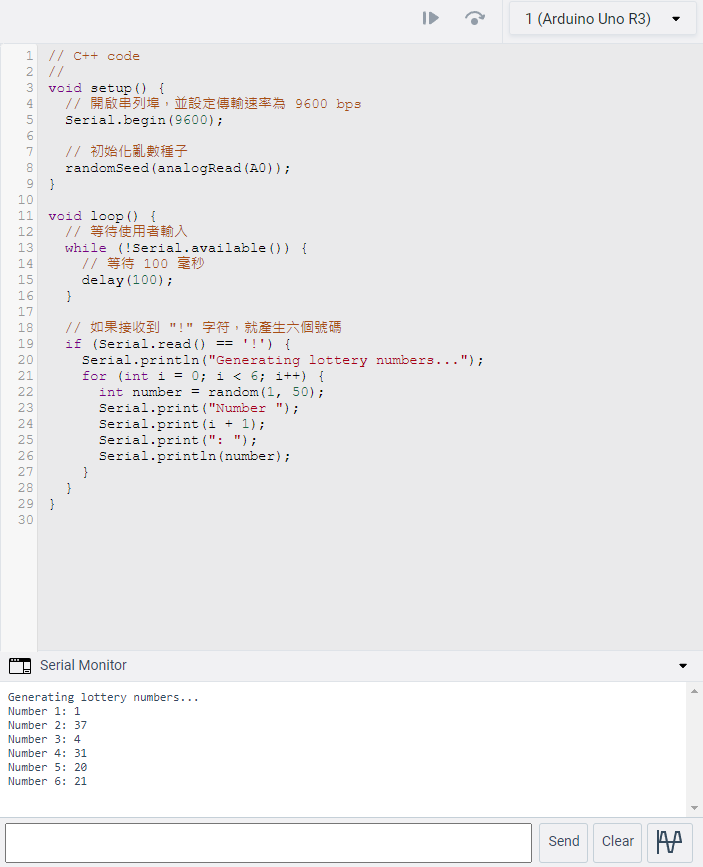 1 (Arduino Uno R3)
1 // C++ code
2 //
3 void setup() {
4   // 開啟串列埠，並設定傳輸速率為 9600 bps
5   Serial.begin(9600);
6
7   // 初始化亂數種子
8   randomSeed(analogRead(A0));
9 }
10
11 void loop() {
12   // 等待使用者輸入
13   while (!Serial.available()) {
14     // 等待 100 毫秒
15     delay(100);
16   }
17
18   // 如果接收到 "!" 字符，就產生六個號碼
19   if (Serial.read() == '!') {
20     Serial.println("Generating lottery numbers...");
21     for (int i = 0; i < 6; i++) {
22       int number = random(1, 50);
23       Serial.print("Number ");
24       Serial.print(i + 1);
25       Serial.print(": ");
26       Serial.println(number);
27     }
28   }
29 }
30
Serial Monitor
Generating lottery numbers...
Number 1: 1
Number 2: 37
Number 3: 4
Number 4: 31
Number 5: 20
Number 6: 21
Send Clear